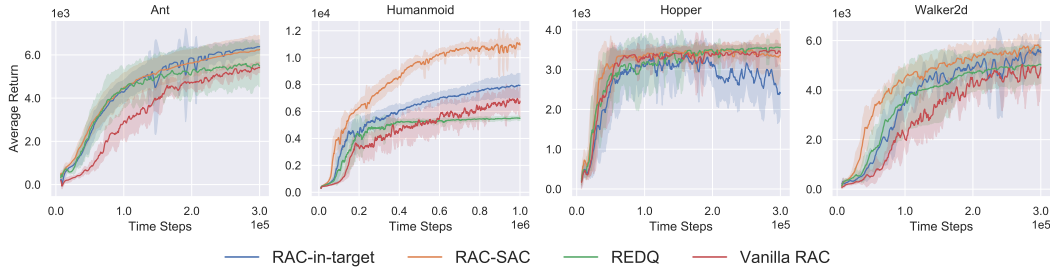 Ant
Humanmoid
Hopper
Walker2d
1e3
1e4
1e3
1e3
Average Return
6.0
4.0
2.0
0.0
1.2
1.0
0.8
0.6
0.4
0.2
0.0
4.0
3.0
2.0
1.0
0.0
6.0
4.0
2.0
0.0
0.0 1.0 2.0 3.0
0.0 0.2 0.4 0.6 0.8 1.0
0.0 1.0 2.0 3.0
0.0 1.0 2.0 3.0
Time Steps 1e5
Time Steps 1e6
Time Steps 1e5
Time Steps 1e5
RAC-in-target RAC-SAC REDQ Vanilla RAC